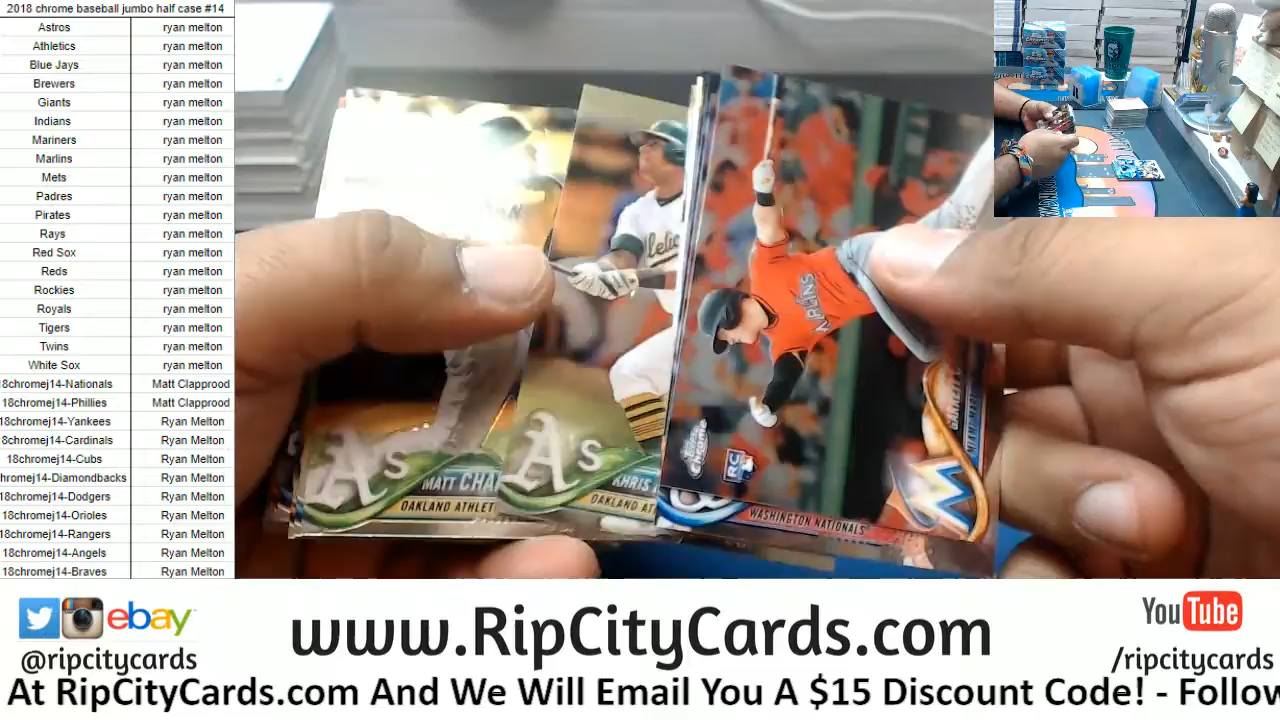 2018 chrome baseball jumbo half case #14
Astros ryan melton
Athletics ryan melton
Blue Jays ryan melton
Brewers ryan melton
Giants ryan melton
Indians ryan melton
Mariners ryan melton
Marlins ryan melton
Mets ryan melton
Padres ryan melton
Pirates ryan melton
Rays ryan melton
Red Sox ryan melton
Reds ryan melton
Rockies ryan melton
Royals ryan melton
Tigers ryan melton
Twins ryan melton
White Sox ryan melton
18chromej14-Nationals Matt Clapprood
18chromej14-Phillies Matt Clapprood
18chromej14-Yankees Ryan Melton
18chromej14-Cardinals Ryan Melton
18chromej14-Cubs Ryan Melton
hromej14-Diamondbacks Ryan Melton
18chromej14-Dodgers Ryan Melton
18chromej14-Orioles Ryan Melton
18chromej14-Rangers Ryan Melton
18chromej14-Angels Ryan Melton
18chromej14-Braves Ryan Melton
A's
MATT CHA
OAKLAND ATHLET
A's
KHRIS
OAKLAND AT
CHROME
RC
WASHINGTON NATIONALS
ebay
@ripcitycards
www.RipCityCards.com
YouTube
/ripcitycards
At RipCityCards.com And We Will Email You A $15 Discount Code! - Follow